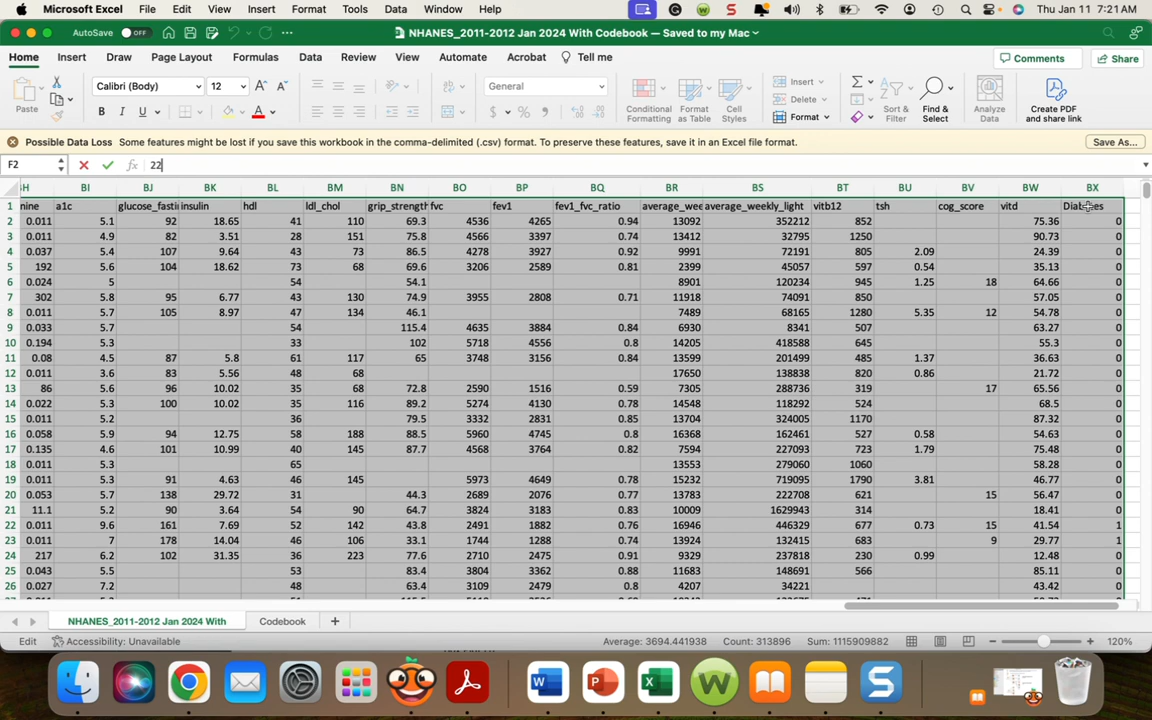 Microsoft Excel File Edit View Insert Format Tools Data Window Help Thu Jan 11 7:21 AM
AutoSave OFF NHANES_2011-2012 Jan 2024 With Codebook — Saved to my Mac
Home Insert Draw Page Layout Formulas Data Review View Automate Acrobat Tell me Comments Share
Paste Calibri (Body) 12 A A General Conditional Formatting Format as Table Cell Styles Insert Delete Format Sort & Filter Find & Select Analyze Data Create PDF and share link
B I U A $ % 
Possible Data Loss Some features might be lost if you save this workbook in the comma-delimited (.csv) format. To preserve these features, save it in an Excel file format. Save As...
F2 fx 22
BI BJ BK BL BM BN BO BP BQ BR BS BT BU BV BW BX
1 nine a1c glucose_fasti insulin hdl ldl_chol grip_strength fvc fev1 fev1_fvc_ratio average_wee average_weekly_light vitb12 tsh cog_score vitd
2 0.011 5.1 92 18.65 41 110 69.3 4536 4265 0.94 13092 352212 852 75.36 0
3 0.011 4.9 82 3.51 28 151 75.8 4566 3397 0.74 13412 32795 1250 90.73 0
4 0.037 5.4 107 9.64 43 73 86.5 4278 3927 0.92 9991 72191 805 2.09 24.39 0
5 192 5.6 104 18.62 73 68 69.6 3206 2589 0.81 2399 45057 597 0.54 35.13 0
6 0.024 5 54 54.1 8901 120234 945 1.25 18 64.66 0
7 302 5.8 95 6.77 43 130 74.9 3955 2808 0.71 11918 74091 850 57.05 0
8 0.011 5.7 105 8.97 47 134 46.1 7489 68165 1280 5.35 12 54.78 0
9 0.033 5.7 54 115.4 4635 3884 0.84 6930 8341 507 63.27 0
10 0.194 5.3 33 102 5718 4556 0.8 14205 418588 645 55.3 0
11 0.08 4.5 87 5.8 61 117 65 3748 3156 0.84 13599 201499 485 1.37 36.63 0
12 0.011 3.6 83 5.56 48 68 17650 138838 820 0.86 21.72 0
13 86 5.6 96 10.02 35 68 72.8 2590 1516 0.59 7305 288736 319 17 65.56 0
14 0.022 5.3 100 10.02 35 116 89.2 5274 4130 0.78 14548 118292 524 68.5 0
15 0.011 5.2 36 79.5 3332 2831 0.85 13704 324005 1170 87.32 0
16 0.058 5.9 94 12.75 58 188 88.5 5960 4745 0.8 16368 162461 527 0.58 54.63 0
17 0.135 4.6 101 10.99 40 145 87.7 4568 3764 0.82 7594 227093 723 1.79 75.48 0
18 0.011 5.3 65 13553 279060 1060 58.28 0
19 0.011 5.3 91 4.63 46 145 5973 4649 0.78 15232 719095 1790 3.81 46.77 0
20 0.053 5.7 138 29.72 31 44.3 2689 2076 0.77 13783 222708 621 15 56.47 0
21 11.1 5.2 90 3.64 54 90 64.7 3824 3183 0.83 10009 1629943 314 18.41 0
22 0.011 9.6 161 7.69 52 142 43.8 2491 1882 0.76 16946 446329 677 0.73 15 41.54 1
23 0.011 7 178 14.04 46 106 33.1 1744 1288 0.74 13924 132415 683 9 29.77 1
24 217 6.2 102 31.35 36 223 77.6 2710 2475 0.91 9329 237818 230 0.99 12.48 0
25 0.043 5.5 53 83.4 3804 3362 0.88 11683 148691 566 85.11 0
26 0.027 7.2 48 63.4 3109 2479 0.8 4207 34221 43.42 0
NHANES_2011-2012 Jan 2024 With Codebook +
Edit Accessibility: Unavailable Average: 3694.441938 Count: 313896 Sum: 1115909882 120%